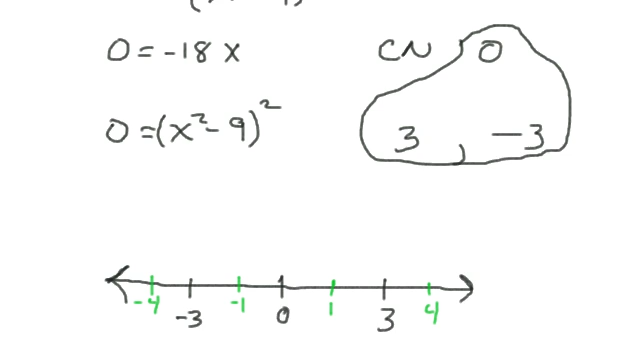 0 = -18 x
CN 0
0 = (x² - 9)²
3 , -3
-4 -3 -1 0 1 3 4